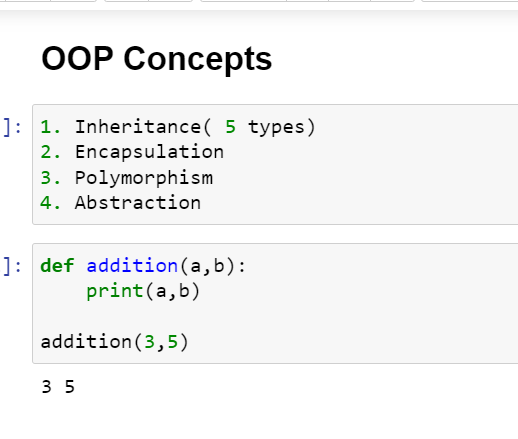 OOP Concepts
]: 1. Inheritance( 5 types)
2. Encapsulation
3. Polymorphism
4. Abstraction
]: def addition(a,b):
    print(a,b)
addition(3,5)
3 5